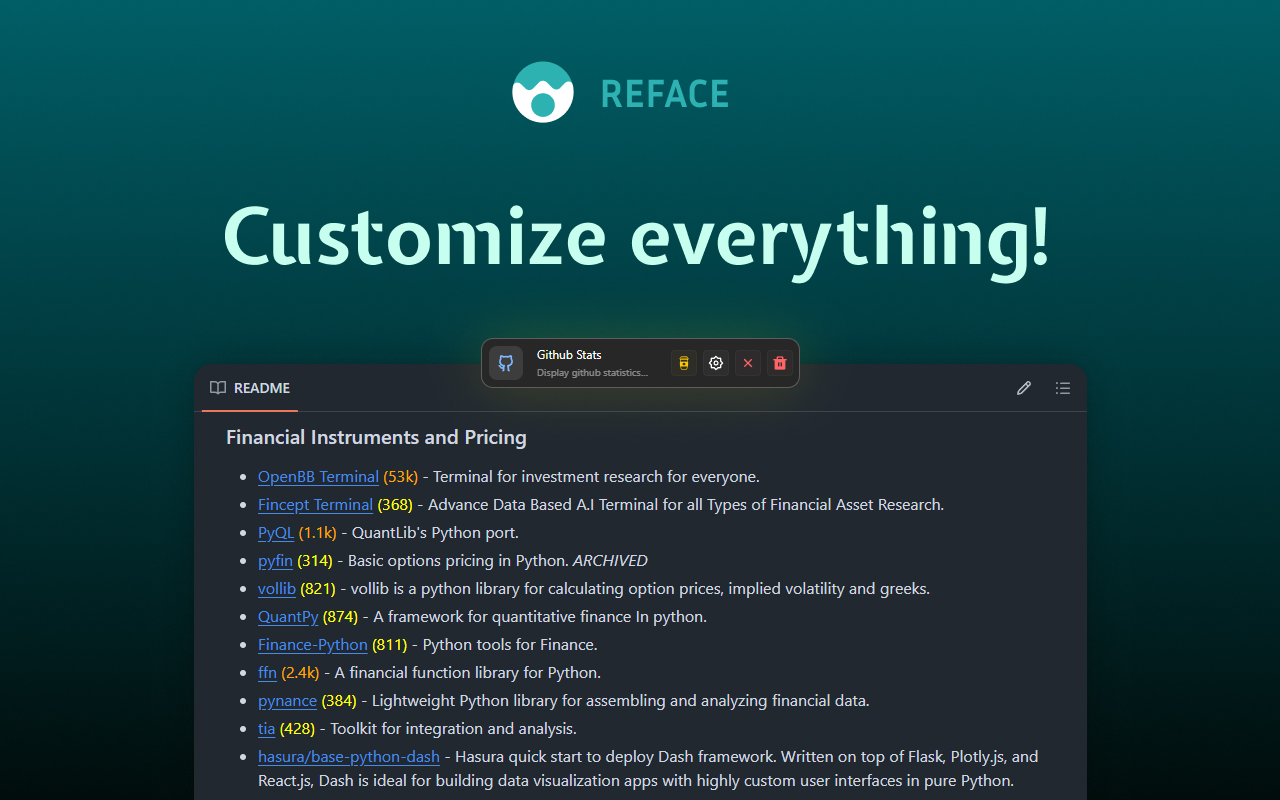 REFACE
Customize everything!
Github Stats
Display github statistics...
README
Financial Instruments and Pricing
OpenBB Terminal (53k) - Terminal for investment research for everyone.
Fincept Terminal (368) - Advance Data Based A.I Terminal for all Types of Financial Asset Research.
PyQL (1.1k) - QuantLib's Python port.
pyfin (314) - Basic options pricing in Python. ARCHIVED
vollib (821) - vollib is a python library for calculating option prices, implied volatility and greeks.
QuantPy (874) - A framework for quantitative finance In python.
Finance-Python (811) - Python tools for Finance.
ffn (2.4k) - A financial function library for Python.
pynance (384) - Lightweight Python library for assembling and analyzing financial data.
tia (428) - Toolkit for integration and analysis.
hasura/base-python-dash - Hasura quick start to deploy Dash framework. Written on top of Flask, Plotly.js, and
React.js, Dash is ideal for building data visualization apps with highly custom user interfaces in pure Python.